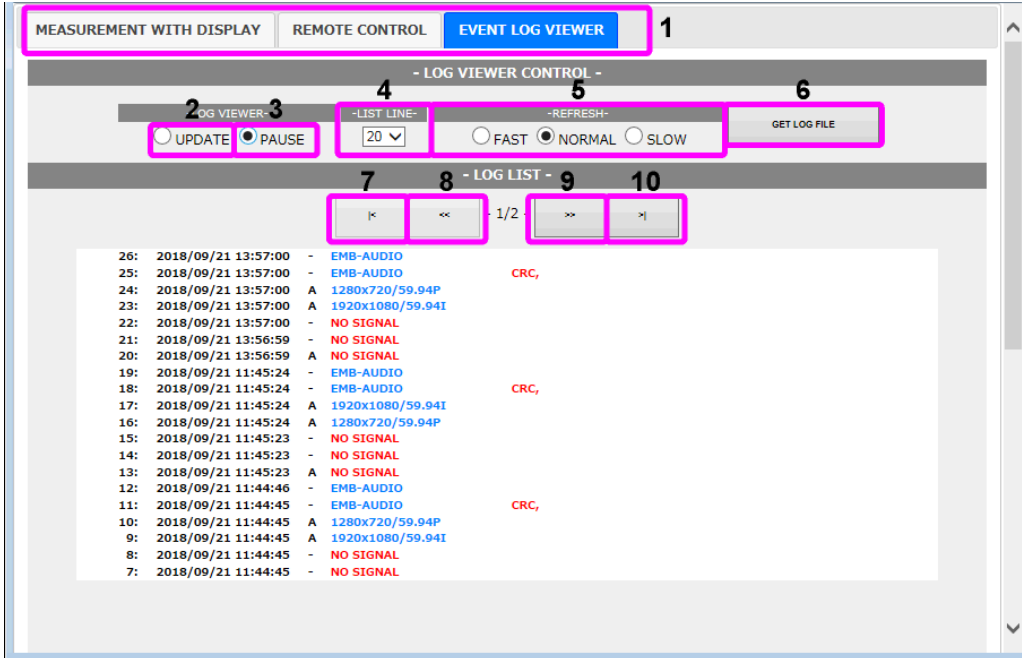 MEASUREMENT WITH DISPLAY REMOTE CONTROL EVENT LOG VIEWER 1
- LOG VIEWER CONTROL -
2 3 4 5 6
LOG VIEWER- -LIST LINE- -REFRESH- GET LOG FILE
UPDATE PAUSE 20 FAST NORMAL SLOW
- LOG LIST -
7 8 9 10
|< << - 1/2 - >> >|
26: 2018/09/21 13:57:00 - EMB-AUDIO
25: 2018/09/21 13:57:00 - EMB-AUDIO CRC,
24: 2018/09/21 13:57:00 A 1280x720/59.94P
23: 2018/09/21 13:57:00 A 1920x1080/59.94I
22: 2018/09/21 13:57:00 - NO SIGNAL
21: 2018/09/21 13:56:59 - NO SIGNAL
20: 2018/09/21 13:56:59 A NO SIGNAL
19: 2018/09/21 11:45:24 - EMB-AUDIO
18: 2018/09/21 11:45:24 - EMB-AUDIO CRC,
17: 2018/09/21 11:45:24 A 1920x1080/59.94I
16: 2018/09/21 11:45:24 A 1280x720/59.94P
15: 2018/09/21 11:45:23 - NO SIGNAL
14: 2018/09/21 11:45:23 - NO SIGNAL
13: 2018/09/21 11:45:23 A NO SIGNAL
12: 2018/09/21 11:44:46 - EMB-AUDIO
11: 2018/09/21 11:44:45 - EMB-AUDIO CRC,
10: 2018/09/21 11:44:45 A 1280x720/59.94P
9: 2018/09/21 11:44:45 A 1920x1080/59.94I
8: 2018/09/21 11:44:45 - NO SIGNAL
7: 2018/09/21 11:44:45 - NO SIGNAL